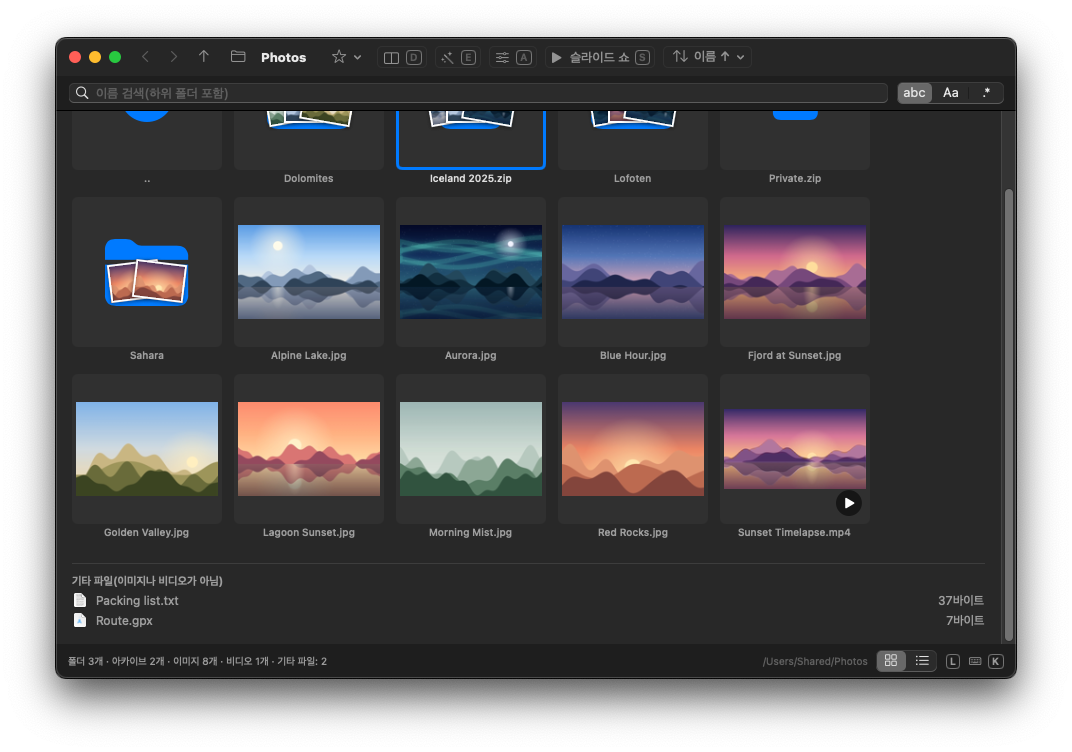 Photos
D
E
A
슬라이드 쇼 S
이름
이름 검색(하위 폴더 포함)
abc Aa .*
..
Dolomites
Iceland 2025.zip
Lofoten
Private.zip
Sahara
Alpine Lake.jpg
Aurora.jpg
Blue Hour.jpg
Fjord at Sunset.jpg
Golden Valley.jpg
Lagoon Sunset.jpg
Morning Mist.jpg
Red Rocks.jpg
Sunset Timelapse.mp4
기타 파일(이미지나 비디오가 아님)
Packing list.txt 37바이트
Route.gpx 7바이트
폴더 3개 · 아카이브 2개 · 이미지 8개 · 비디오 1개 · 기타 파일: 2
/Users/Shared/Photos
L
K